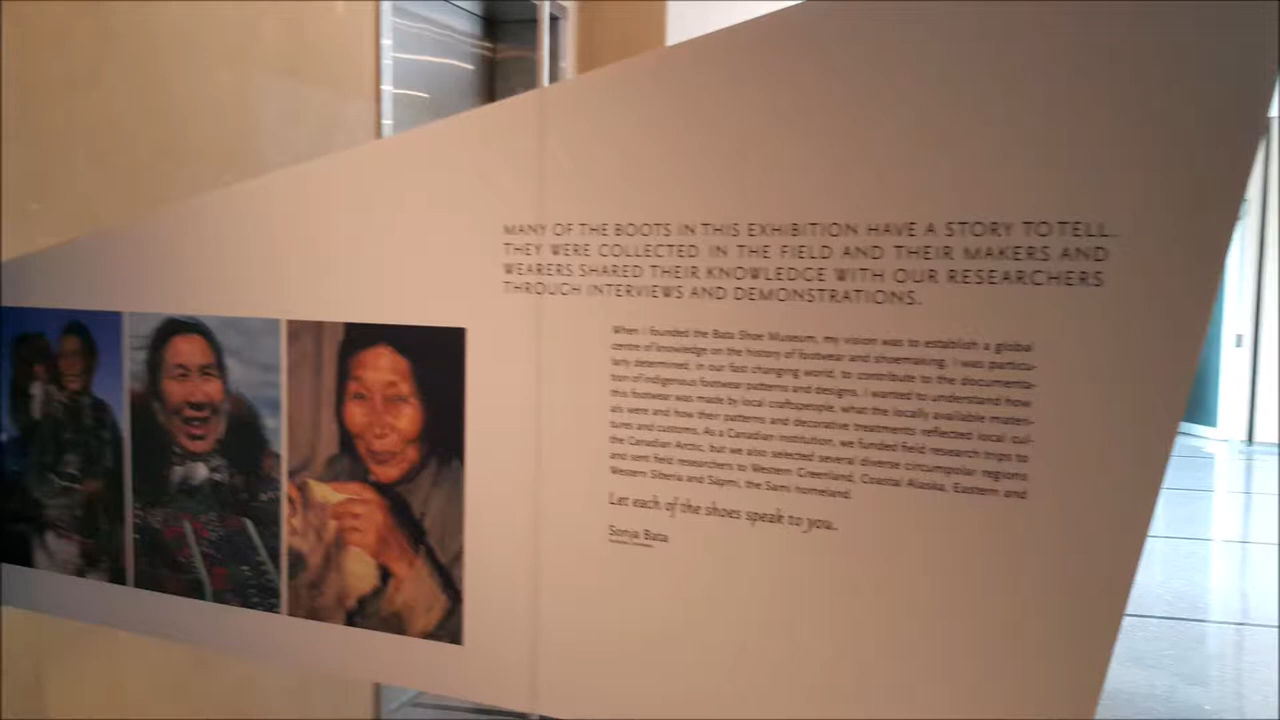 MANY OF THE BOOTS IN THIS EXHIBITION HAVE A STORY TO TELL.
THEY WERE COLLECTED IN THE FIELD AND THEIR MAKERS AND
WEARERS SHARED THEIR KNOWLEDGE WITH OUR RESEARCHERS
THROUGH INTERVIEWS AND DEMONSTRATIONS.
When I founded the Bata Shoe Museum, my vision was to establish a global
centre of knowledge on the history of footwear and shoemaking. I was particu-
larly determined, in our fast changing world, to contribute to the documenta-
tion of indigenous footwear patterns and designs. I wanted to understand how
this footwear was made by local craftspeople, what the locally available materi-
als were and how their patterns and decorative treatments reflected local cul-
tures and customs. As a Canadian institution, we funded field research trips to
the Canadian Arctic, but we also selected several diverse circumpolar regions
and sent field researchers to Western Greenland, Coastal Alaska, Eastern and
Western Siberia and Sápmi, the Sami homeland.
Let each of the shoes speak to you.
Sonja Bata